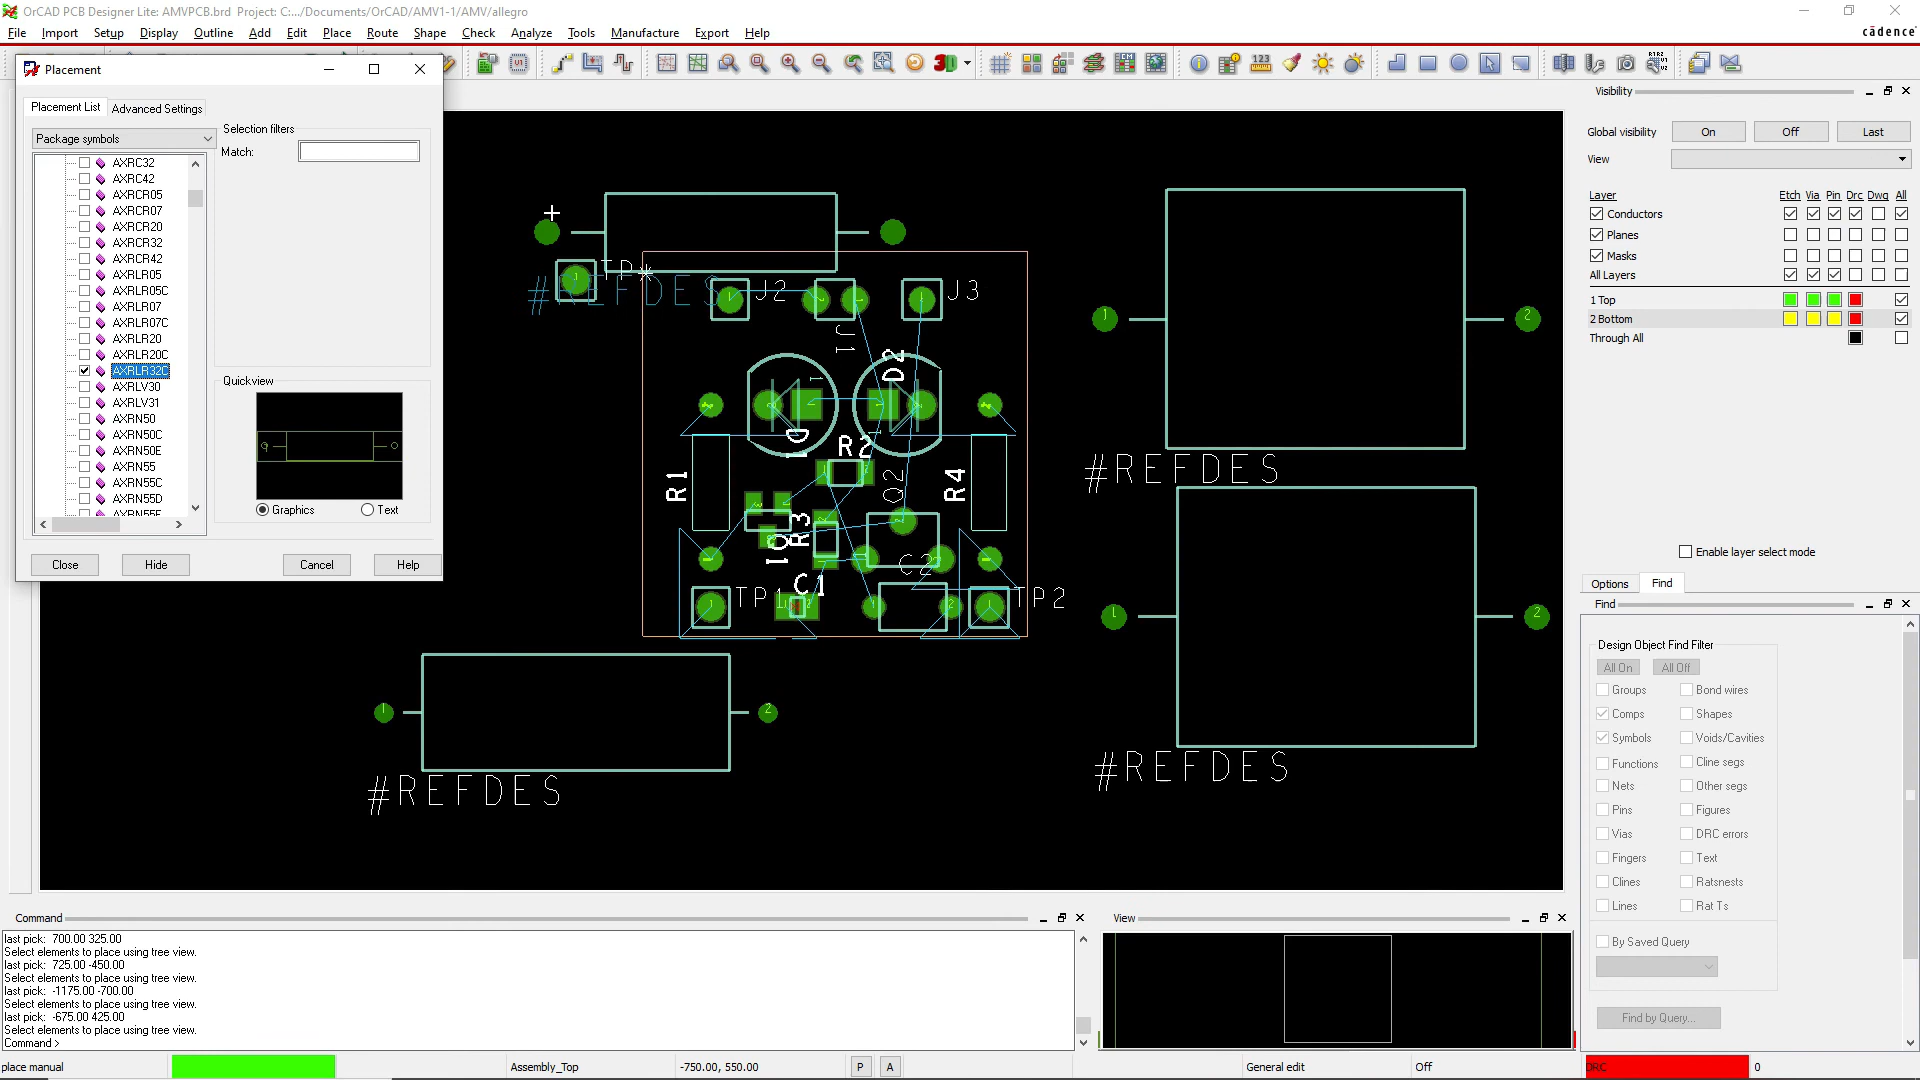 OrCAD PCB Designer Lite: AMVPCB.brd  Project: C:.../Documents/OrCAD/AMV1-1/AMV/allegro
File Import Setup Display Outline Add Edit Place Route Shape Check Analyze Tools Manufacture Export Help
cādence
Placement
Placement List Advanced Settings
Package symbols
Selection filters
Match:
AXRC32
AXRC42
AXRCR05
AXRCR07
AXRCR20
AXRCR32
AXRCR42
AXRLR05
AXRLR05C
AXRLR07
AXRLR07C
AXRLR20
AXRLR20C
AXRLR32C
AXRLV30
AXRLV31
AXRN50
AXRN50C
AXRN50E
AXRN55
AXRN55C
AXRN55D
AXRN55E
Quickview
Graphics Text
Close Hide Cancel Help
TP*
#REFDES
J2
J3
J1
D1
D2
R2
R1
Q2
R4
R3
Q1
C2
C1
TP1
TP2
#REFDES
#REFDES
#REFDES
Visibility
Global visibility On Off Last
View
Layer Etch Via Pin Drc Dwg All
Conductors
Planes
Masks
All Layers
1 Top
2 Bottom
Through All
Enable layer select mode
Options Find
Find
Design Object Find Filter
All On All Off
Groups Bond wires
Comps Shapes
Symbols Voids/Cavities
Functions Cline segs
Nets Other segs
Pins Figures
Vias DRC errors
Fingers Text
Clines Ratsnests
Lines Rat Ts
By Saved Query
Find by Query...
Command
last pick:  700.00 325.00
Select elements to place using tree view.
last pick:  725.00 -450.00
Select elements to place using tree view.
last pick:  -1175.00 -700.00
Select elements to place using tree view.
last pick:  -675.00 425.00
Select elements to place using tree view.
Command >
View
place manual Assembly_Top -750.00, 550.00 P A General edit Off DRC 0